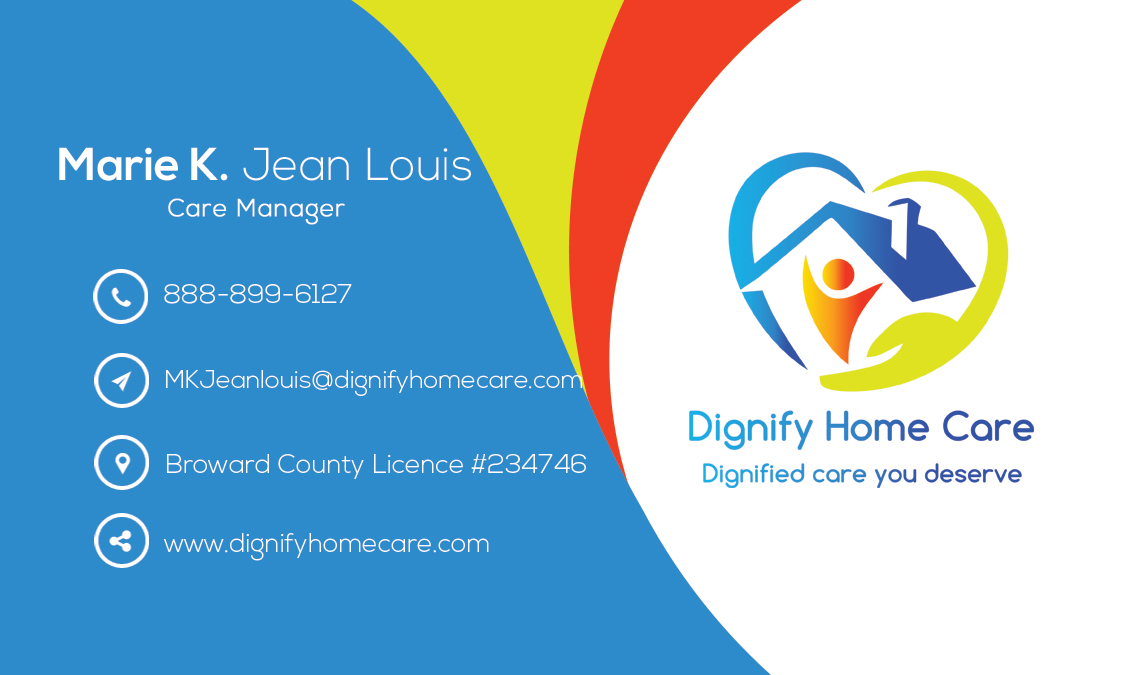 Marie K. Jean Louis
Care Manager
888-899-6127
MKJeanlouis@dignifyhomecare.com
Broward County Licence #234746
www.dignifyhomecare.com
Dignify Home Care
Dignified care you deserve